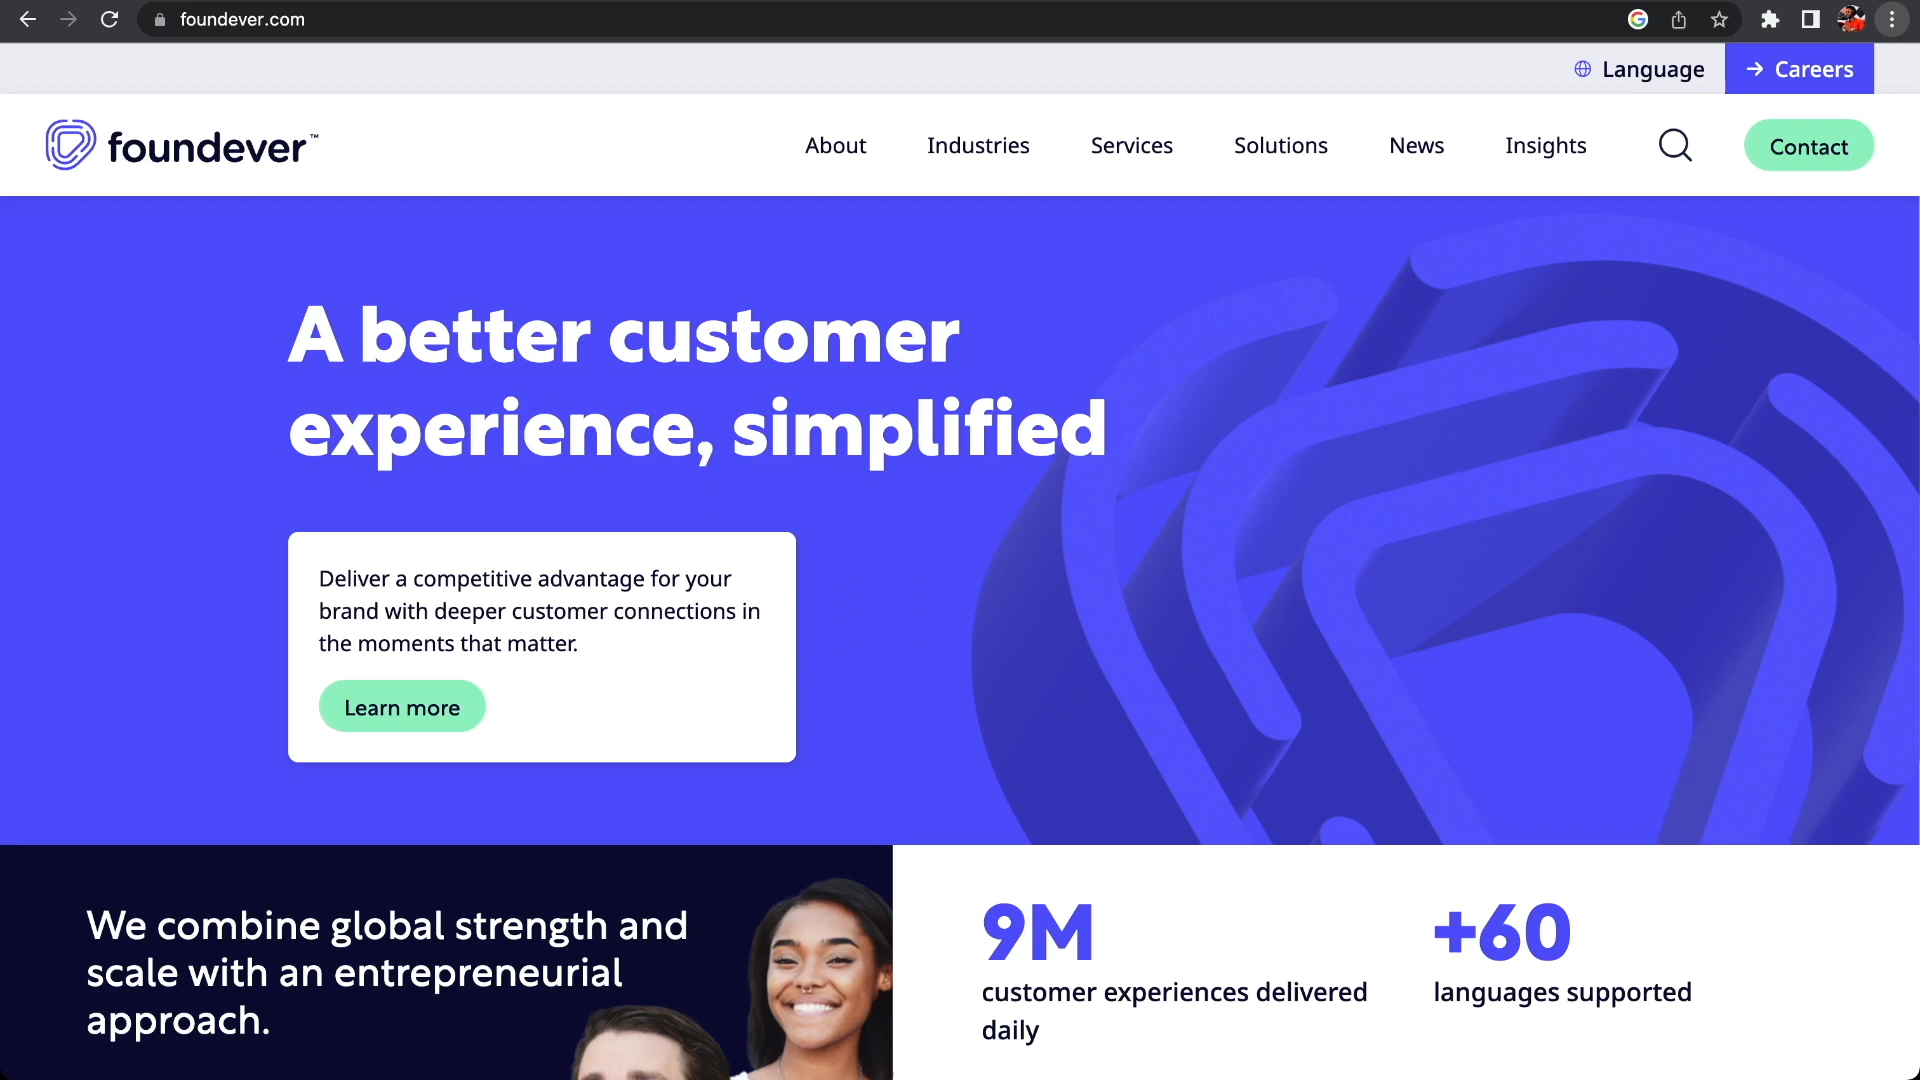 foundever.com
Language
Careers
foundever™
About
Industries
Services
Solutions
News
Insights
Contact
A better customer
experience, simplified
Deliver a competitive advantage for your
brand with deeper customer connections in
the moments that matter.
Learn more
We combine global strength and
scale with an entrepreneurial
approach.
9M
customer experiences delivered
daily
+60
languages supported